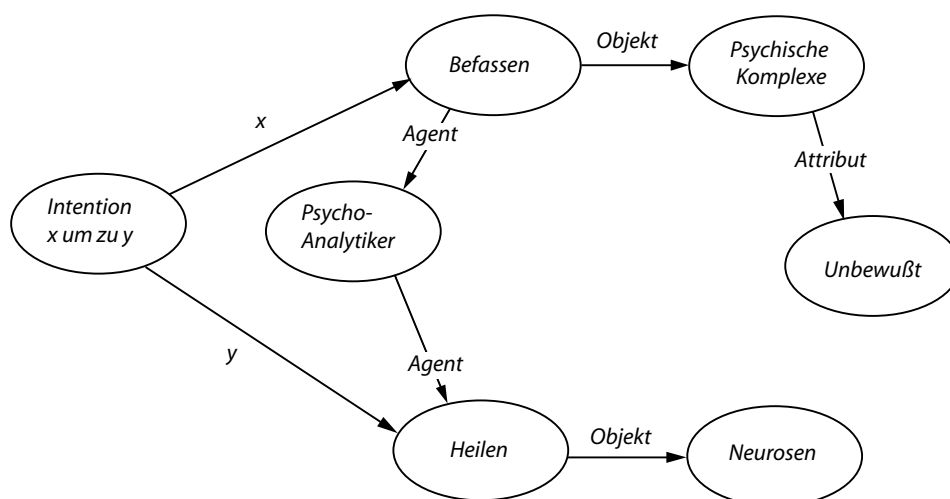 Befassen
Objekt
Psychische
Komplexe
x
Agent
Attribut
Intention
x um zu y
Psycho-
Analytiker
Unbewußt
y
Agent
Heilen
Objekt
Neurosen